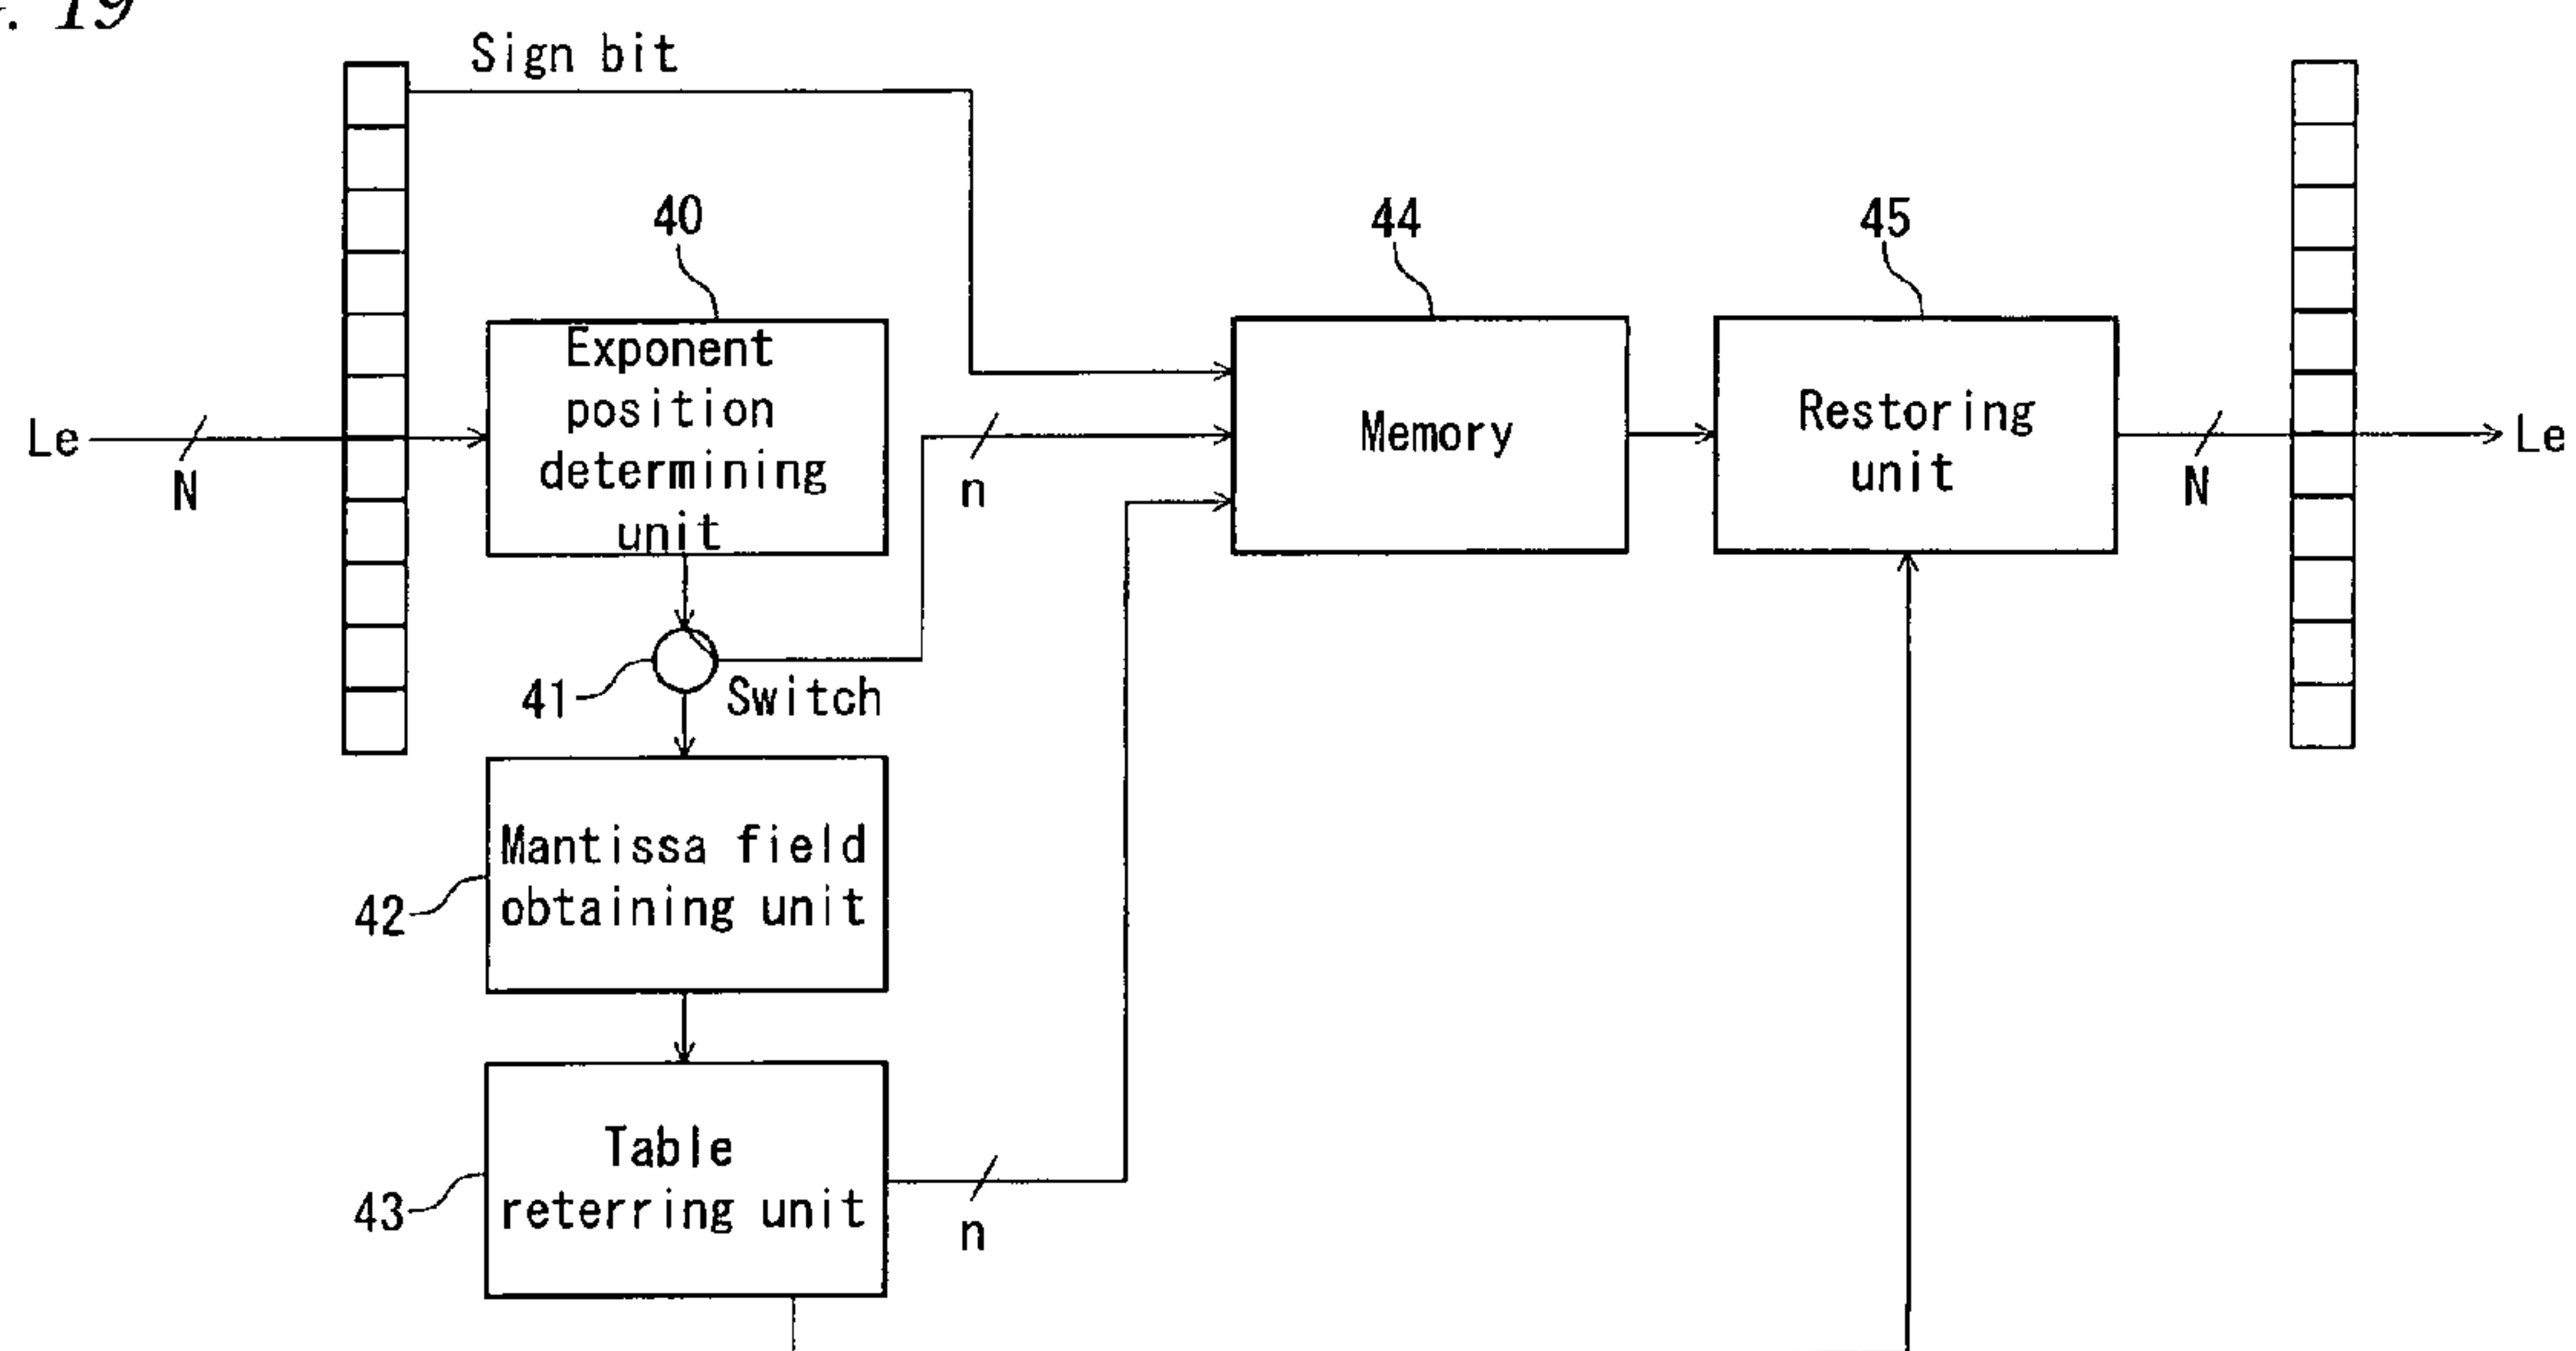 . 19
Sign bit
40
44
45
Exponent
position
determining
unit
Memory
Restoring
unit
Le
N
n
N
Le
41
Switch
Mantissa field
obtaining unit
42
Table
reterring unit
43
n